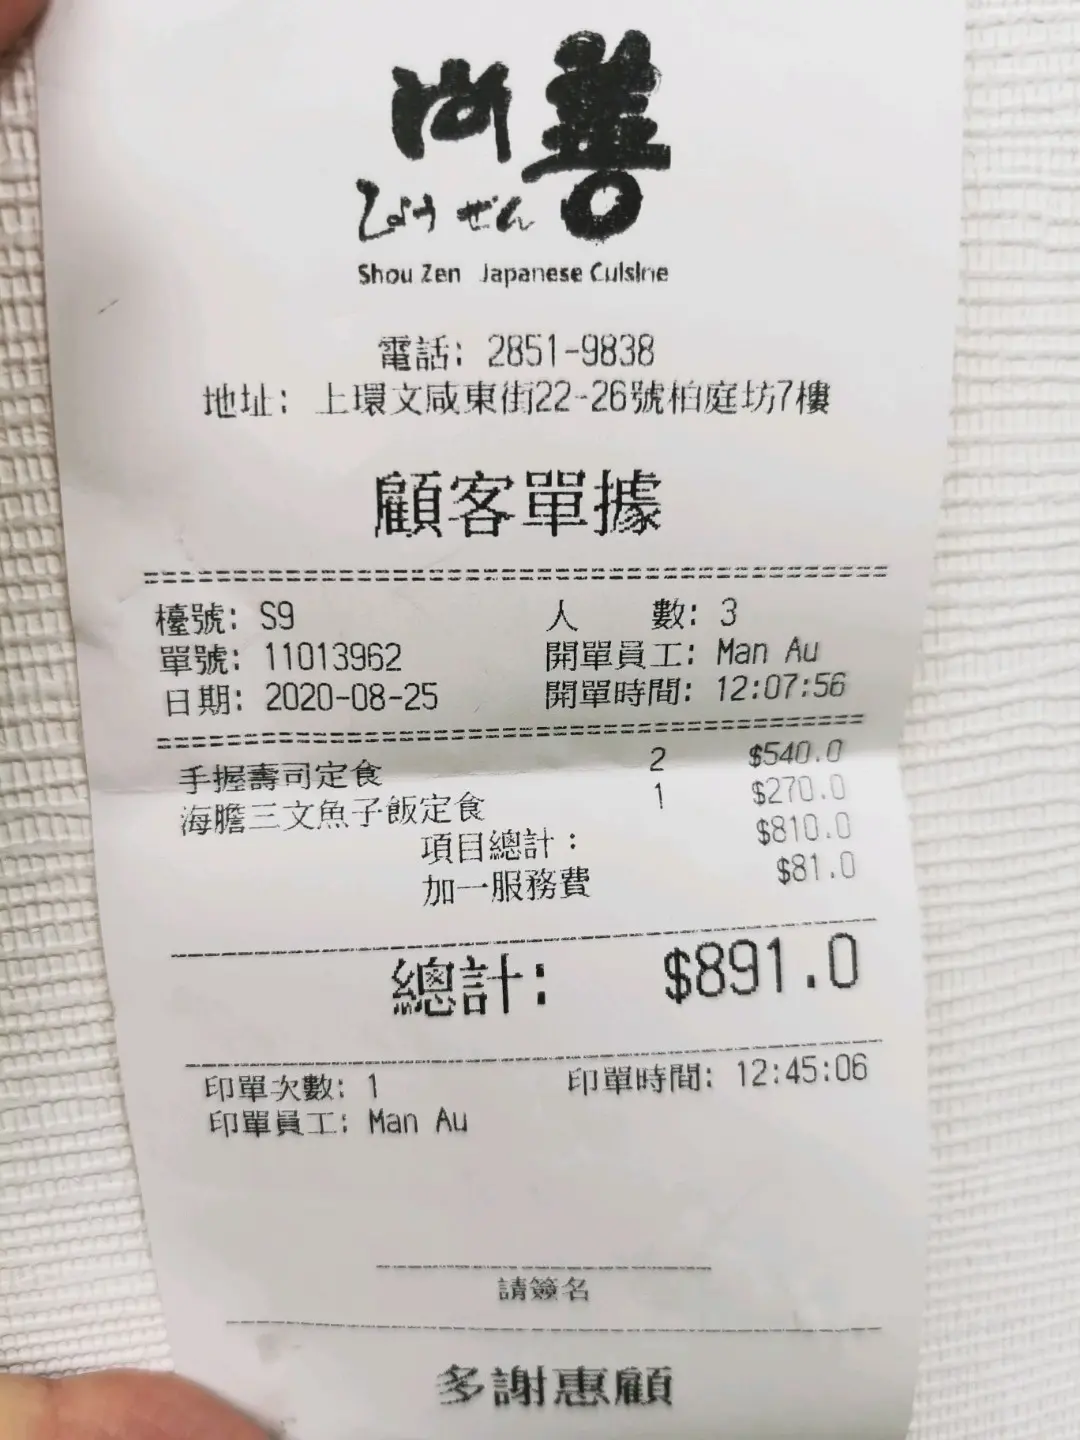 尚善
しょうぜん
Shou Zen Japanese Cuisine
電話: 2851-9838
地址: 上環文咸東街22-26號柏庭坊7樓
顧客單據
檯號: S9 人數: 3
單號: 11013962 開單員工: Man Au
日期: 2020-08-25 開單時間: 12:07:56
手握壽司定食 2 $540.0
海膽三文魚子飯定食 1 $270.0
項目總計: $810.0
加一服務費 $81.0
總計: $891.0
印單次數: 1 印單時間: 12:45:06
印單員工: Man Au
請簽名
多謝惠顧